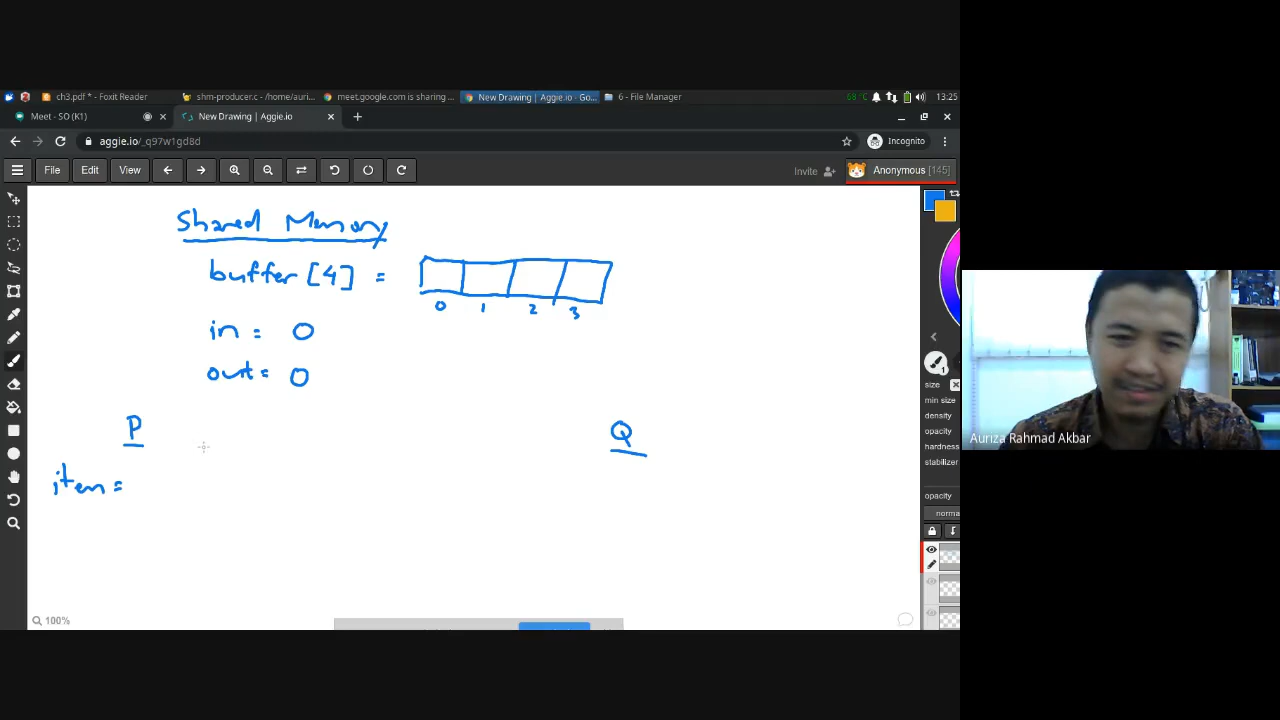 ch3.pdf * - Foxit Reader
shm-producer.c - /home/auri...
meet.google.com is sharing ...
New Drawing | Aggie.io - Go...
6 - File Manager
68°C
13:25
Meet - SO (K1)
New Drawing | Aggie.io
aggie.io/_q97w1gd8d
Incognito
File Edit View
Invite
Anonymous [145]
Shared Memory
buffer [4] =
0 1 2 3
in = 0
out = 0
P
Q
item =
1
size
min size
density
opacity
hardness
stabilizer
opacity
norma
100%
Auriza Rahmad Akbar